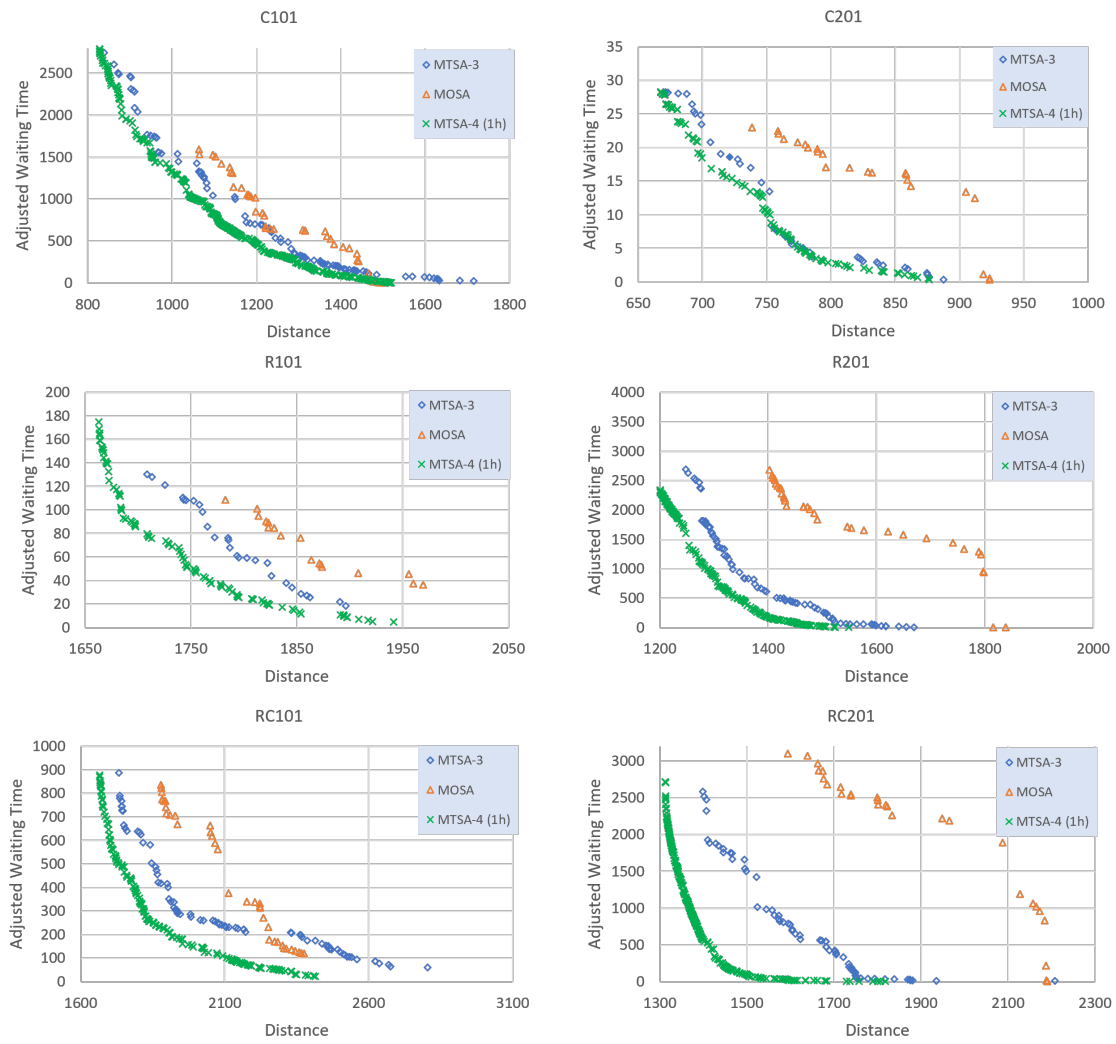 C101
Adjusted Waiting Time
2500
2000
1500
1000
500
0
800 1000 1200 1400 1600 1800
Distance
MTSA-3
MOSA
MTSA-4 (1h)
C201
Adjusted Waiting Time
35
30
25
20
15
10
5
0
650 700 750 800 850 900 950 1000
Distance
MTSA-3
MOSA
MTSA-4 (1h)
R101
Adjusted Waiting Time
200
180
160
140
120
100
80
60
40
20
0
1650 1750 1850 1950 2050
Distance
MTSA-3
MOSA
MTSA-4 (1h)
R201
Adjusted Waiting Time
4000
3500
3000
2500
2000
1500
1000
500
0
1200 1400 1600 1800 2000
Distance
MTSA-3
MOSA
MTSA-4 (1h)
RC101
Adjusted Waiting Time
1000
900
800
700
600
500
400
300
200
100
0
1600 2100 2600 3100
Distance
MTSA-3
MOSA
MTSA-4 (1h)
RC201
Adjusted Waiting Time
3000
2500
2000
1500
1000
500
0
1300 1500 1700 1900 2100 2300
Distance
MTSA-3
MOSA
MTSA-4 (1h)